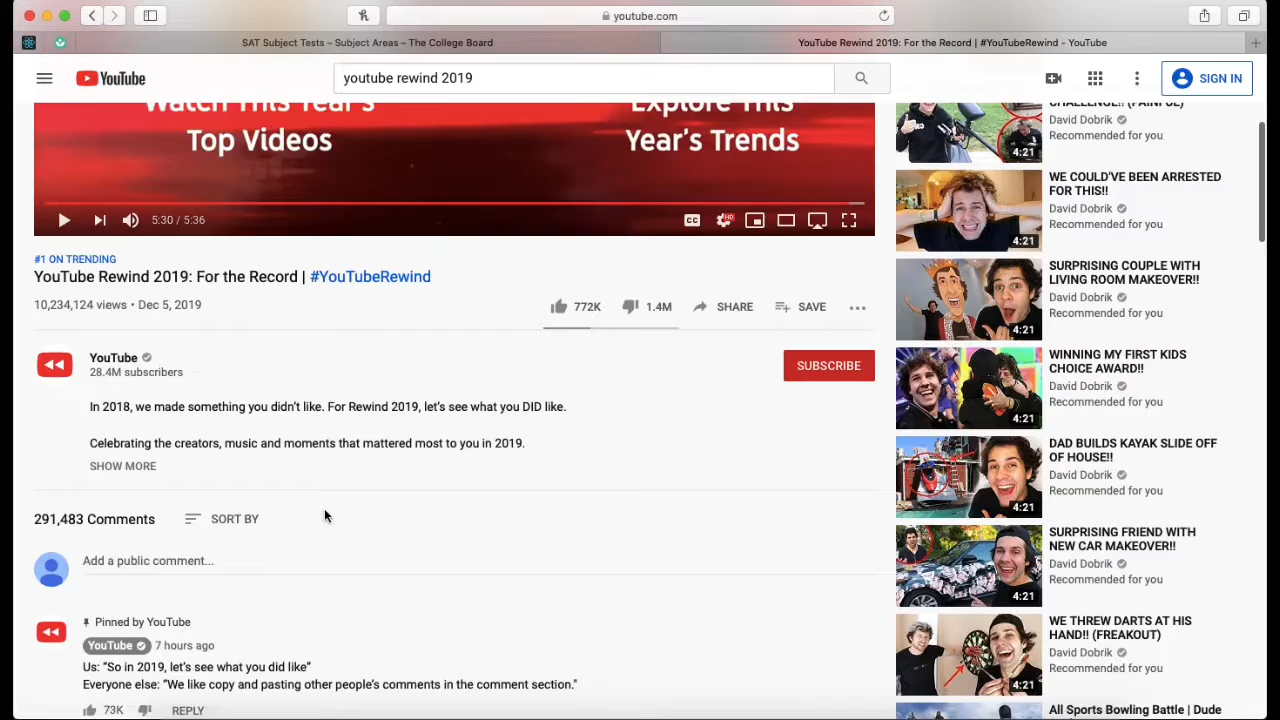 youtube.com
SAT Subject Tests – Subject Areas – The College Board
YouTube Rewind 2019: For the Record | #YouTubeRewind - YouTube
YouTube
youtube rewind 2019
SIGN IN
Watch This Year's
Top Videos
Explore This
Year's Trends
5:30 / 5:36
CC
HD
#1 ON TRENDING
YouTube Rewind 2019: For the Record | #YouTubeRewind
10,234,124 views • Dec 5, 2019
772K
1.4M
SHARE
SAVE
YouTube
28.4M subscribers
SUBSCRIBE
In 2018, we made something you didn’t like. For Rewind 2019, let’s see what you DID like.
Celebrating the creators, music and moments that mattered most to you in 2019.
SHOW MORE
291,483 Comments
SORT BY
Add a public comment...
Pinned by YouTube
YouTube
7 hours ago
Us: “So in 2019, let’s see what you did like”
Everyone else: “We like copy and pasting other people’s comments in the comment section."
73K
REPLY
CHALLENGE!! (PAINFUL)
David Dobrik
Recommended for you
4:21
WE COULD'VE BEEN ARRESTED
FOR THIS!!
David Dobrik
Recommended for you
4:21
SURPRISING COUPLE WITH
LIVING ROOM MAKEOVER!!
David Dobrik
Recommended for you
4:21
WINNING MY FIRST KIDS
CHOICE AWARD!!
David Dobrik
Recommended for you
4:21
DAD BUILDS KAYAK SLIDE OFF
OF HOUSE!!
David Dobrik
Recommended for you
4:21
SURPRISING FRIEND WITH
NEW CAR MAKEOVER!!
David Dobrik
Recommended for you
4:21
WE THREW DARTS AT HIS
HAND!! (FREAKOUT)
David Dobrik
Recommended for you
4:21
All Sports Bowling Battle | Dude